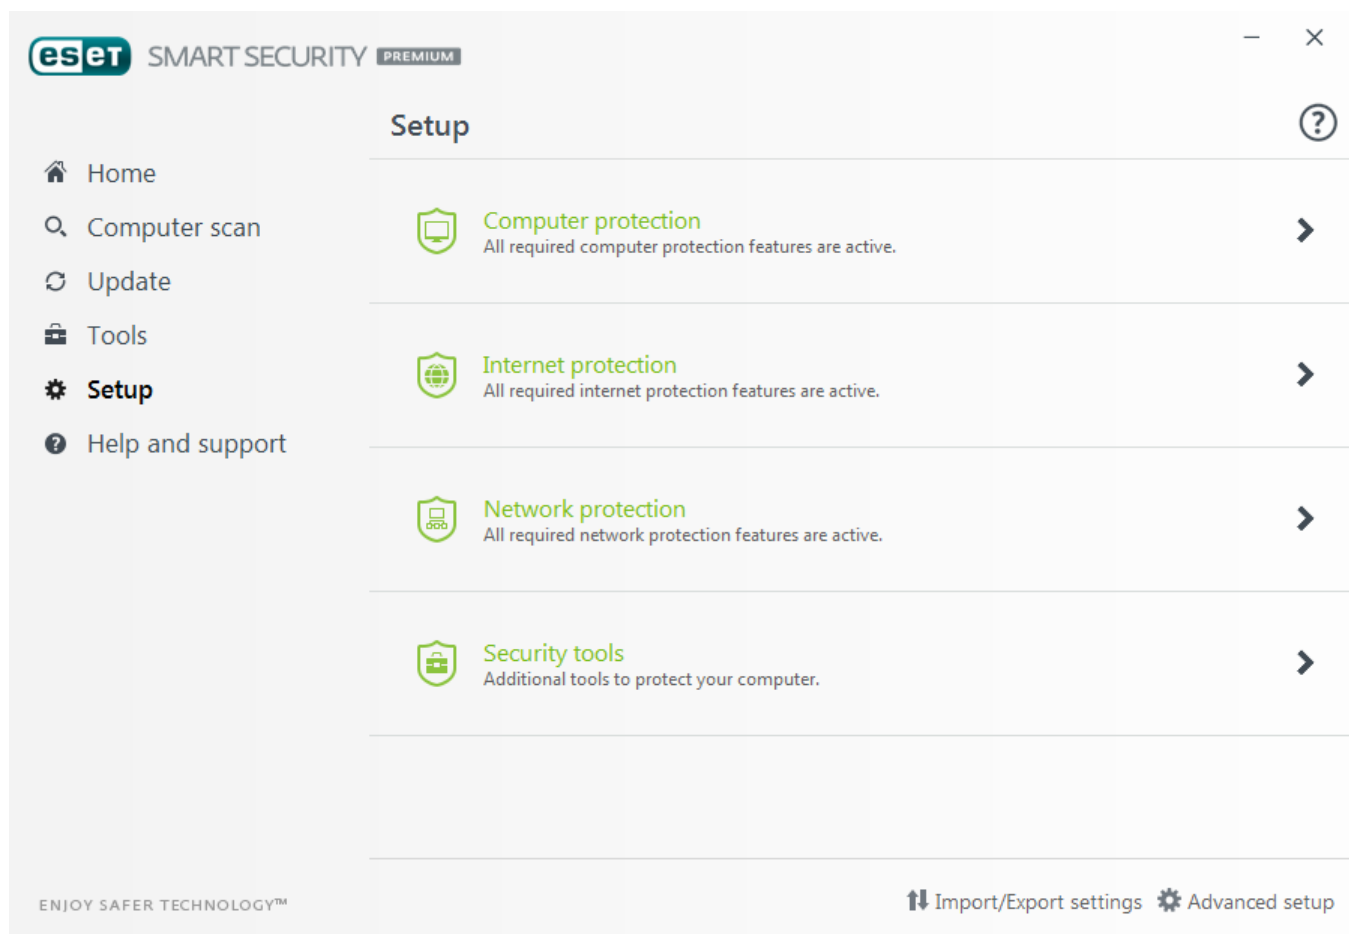 eset SMART SECURITY PREMIUM
Setup
Home
Computer scan
Update
Tools
Setup
Help and support
Computer protection
All required computer protection features are active.
Internet protection
All required internet protection features are active.
Network protection
All required network protection features are active.
Security tools
Additional tools to protect your computer.
ENJOY SAFER TECHNOLOGY™
Import/Export settings Advanced setup